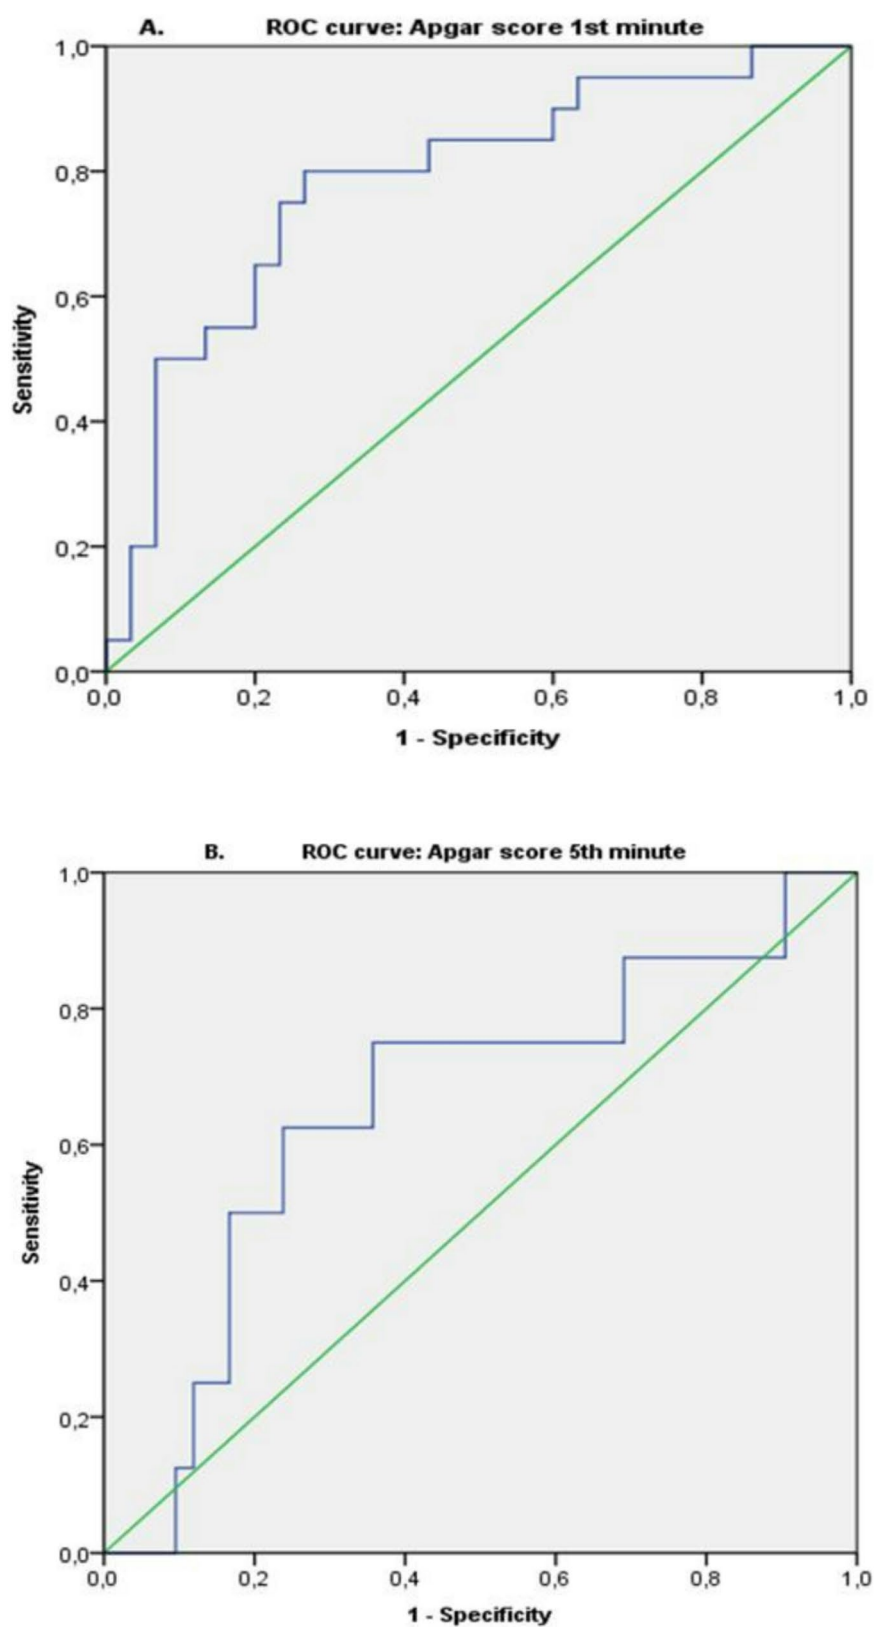 A. ROC curve: Apgar score 1st minute
1,0
0,8
0,6
0,4
0,2
0,0
Sensitivity
0,0 0,2 0,4 0,6 0,8 1,0
1 - Specificity
B. ROC curve: Apgar score 5th minute
1,0
0,8
0,6
0,4
0,2
0,0
Sensitivity
0,0 0,2 0,4 0,6 0,8 1,0
1 - Specificity